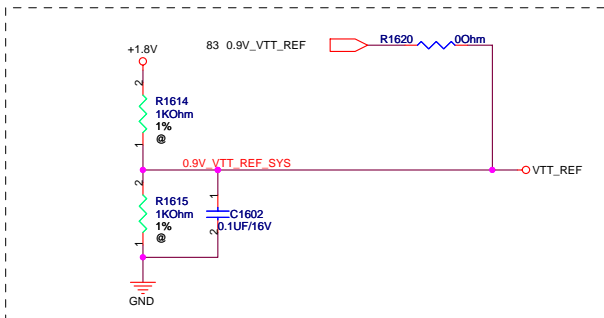 83 0.9V_VTT_REF
R1620
0Ohm
+1.8V
2
R1614
1KOhm
1%
@
1
0.9V_VTT_REF_SYS
VTT_REF
2
R1615
1KOhm
1%
@
1
1
C1602
0.1UF/16V
2
GND